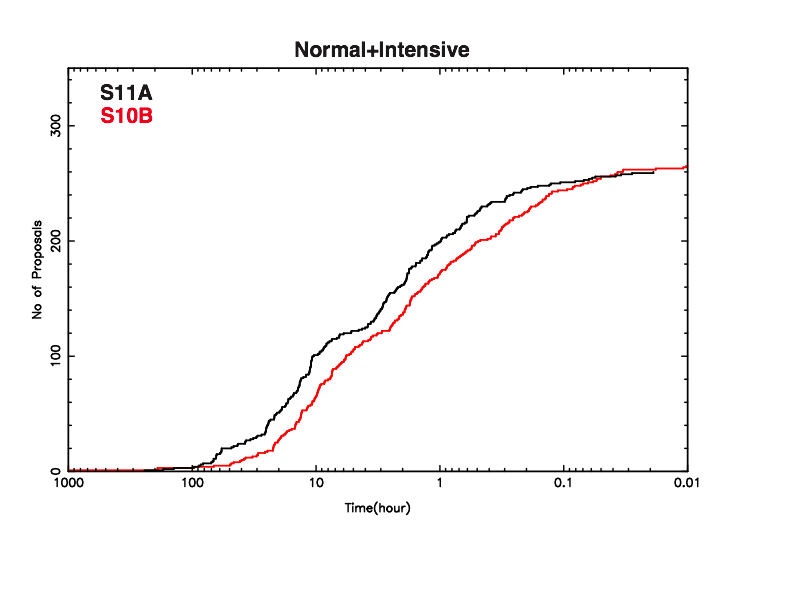 Normal+Intensive
S11A
S10B
300
200
100
0
No of Proposals
1000 100 10 1 0.1 0.01
Time(hour)